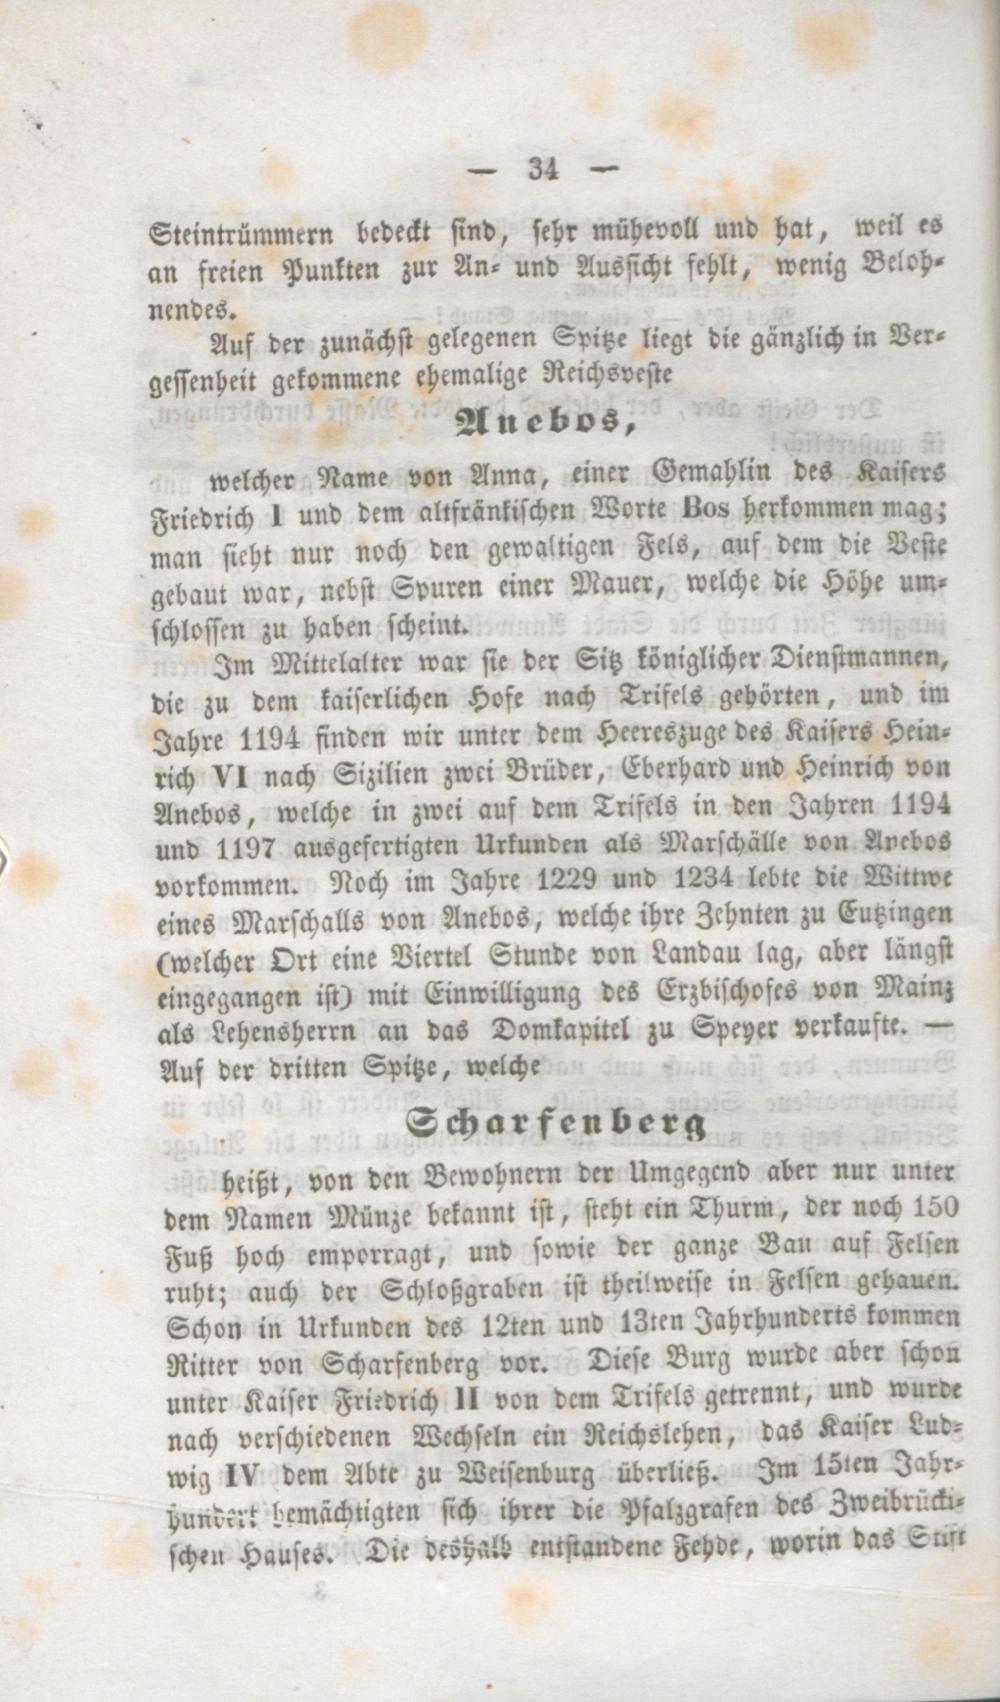 — 34 —
Steintrümmern bedeckt sind, sehr mühevoll und hat, weil es
an freien Punkten zur An- und Aussicht fehlt, wenig Beloh-
nendes.
Auf der zunächst gelegenen Spitze liegt die gänzlich in Ver-
gessenheit gekommene ehemalige Reichsveste
Anebos,
welcher Name von Anna, einer Gemahlin des Kaisers
Friedrich I und dem altfränkischen Worte Bos herkommen mag;
man sieht nur noch den gewaltigen Fels, auf dem die Veste
gebaut war, nebst Spuren einer Mauer, welche die Höhe um-
schlossen zu haben scheint.
Im Mittelalter war sie der Sitz königlicher Dienstmannen,
die zu dem kaiserlichen Hofe nach Trifels gehörten, und im
Jahre 1194 finden wir unter dem Heereszuge des Kaisers Hein-
rich VI nach Sizilien zwei Brüder, Eberhard und Heinrich von
Anebos, welche in zwei auf dem Trifels in den Jahren 1194
und 1197 ausgefertigten Urkunden als Marschälle von Anebos
vorkommen. Noch im Jahre 1229 und 1234 lebte die Wittwe
eines Marschalls von Anebos, welche ihre Zehnten zu Eutzingen
(welcher Ort eine Viertel Stunde von Landau lag, aber längst
eingegangen ist) mit Einwilligung des Erzbischofes von Mainz
als Lehensherrn an das Domkapitel zu Speyer verkaufte. —
Auf der dritten Spitze, welche
Scharfenberg
heißt, von den Bewohnern der Umgegend aber nur unter
dem Namen Münze bekannt ist, steht ein Thurm, der noch 150
Fuß hoch emporragt, und sowie der ganze Bau auf Felsen
ruht; auch der Schloßgraben ist theilweise in Felsen gehauen.
Schon in Urkunden des 12ten und 13ten Jahrhunderts kommen
Ritter von Scharfenberg vor. Diese Burg wurde aber schon
unter Kaiser Friedrich II von dem Trifels getrennt, und wurde
nach verschiedenen Wechseln ein Reichslehen, das Kaiser Lud-
wig IV dem Abte zu Weisenburg überließ. Im 15ten Jahr-
hundert bemächtigten sich ihrer die Pfalzgrafen des Zweibrücki-
schen Hauses. Die deshalb entstandene Fehde, worin das Stift